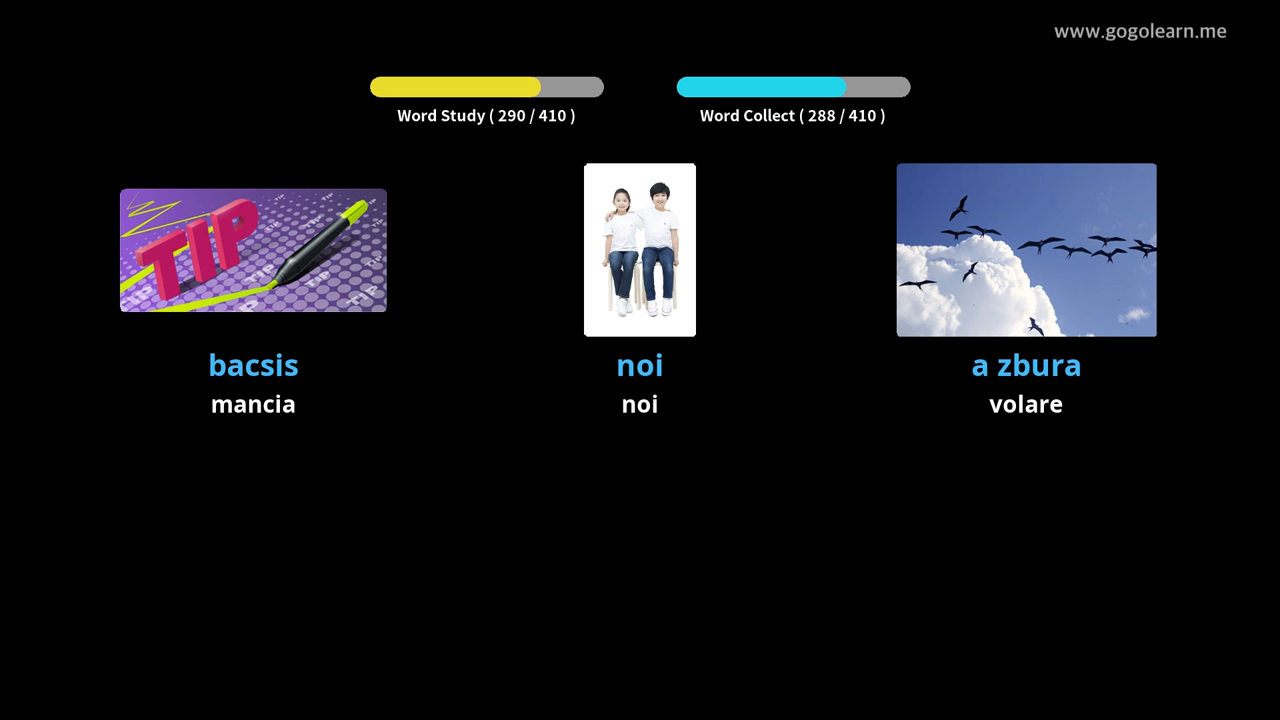 www.gogolearn.me
Word Study ( 290 / 410 )
Word Collect ( 288 / 410 )
TIP
bacsis
noi
a zbura
mancia
noi
volare